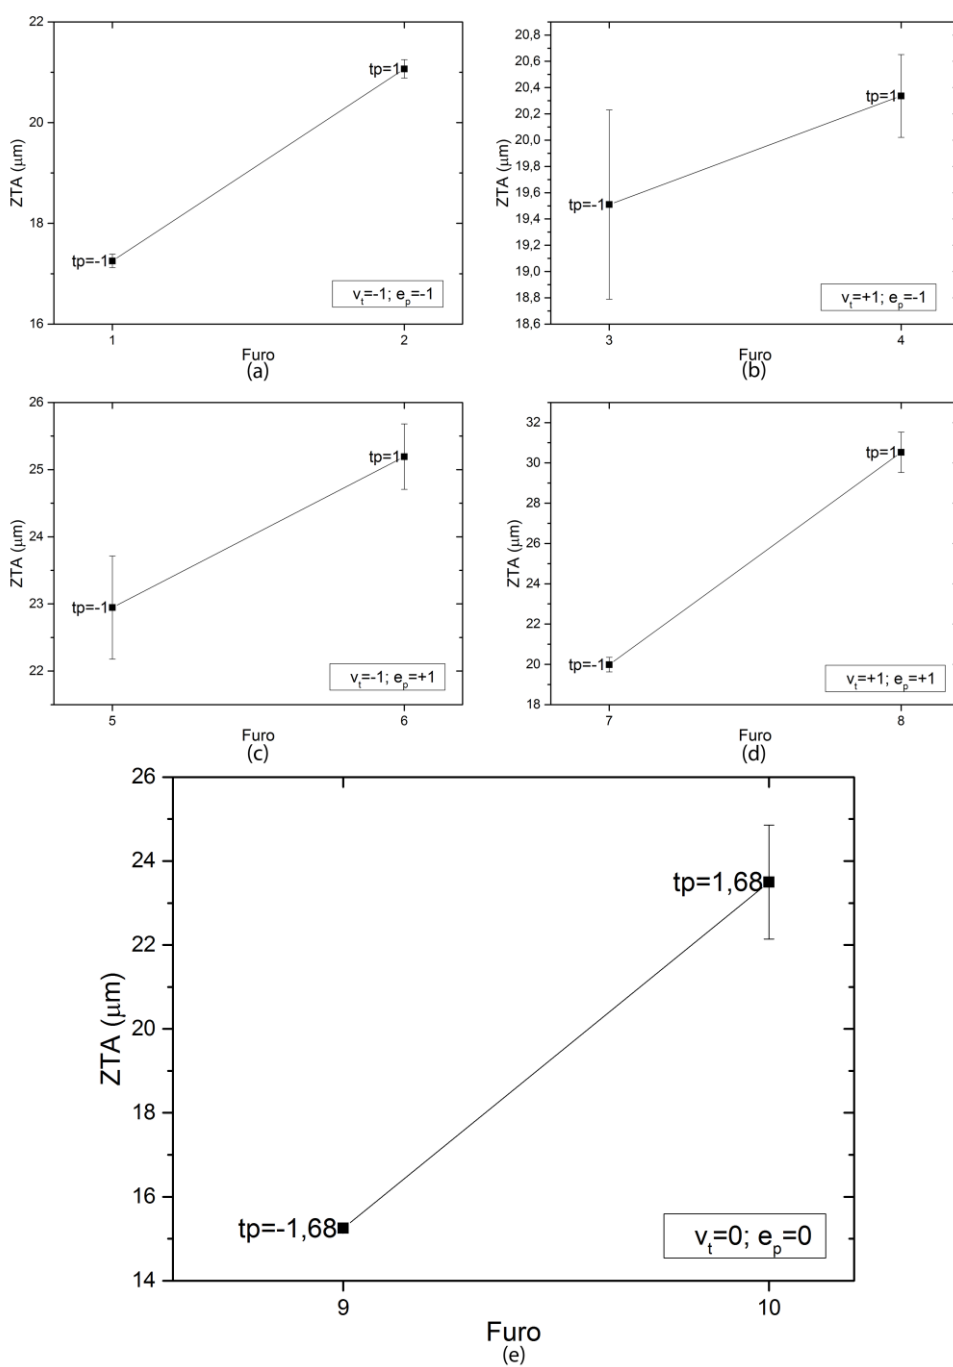 22
20
18
16
ZTA (μm)
tp=1
tp=-1
vt=-1; ep=-1
1
2
Furo
(a)
20,8
20,6
20,4
20,2
20,0
19,8
19,6
19,4
19,2
19,0
18,8
18,6
ZTA (μm)
tp=1
tp=-1
vt=+1; ep=-1
3
4
Furo
(b)
26
25
24
23
22
ZTA (μm)
tp=1
tp=-1
vt=-1; ep=+1
5
6
Furo
(c)
32
30
28
26
24
22
20
18
ZTA (μm)
tp=1
tp=-1
vt=+1; ep=+1
7
8
Furo
(d)
26
24
22
20
18
16
14
ZTA (μm)
tp=1,68
tp=-1,68
vt=0; ep=0
9
10
Furo
(e)